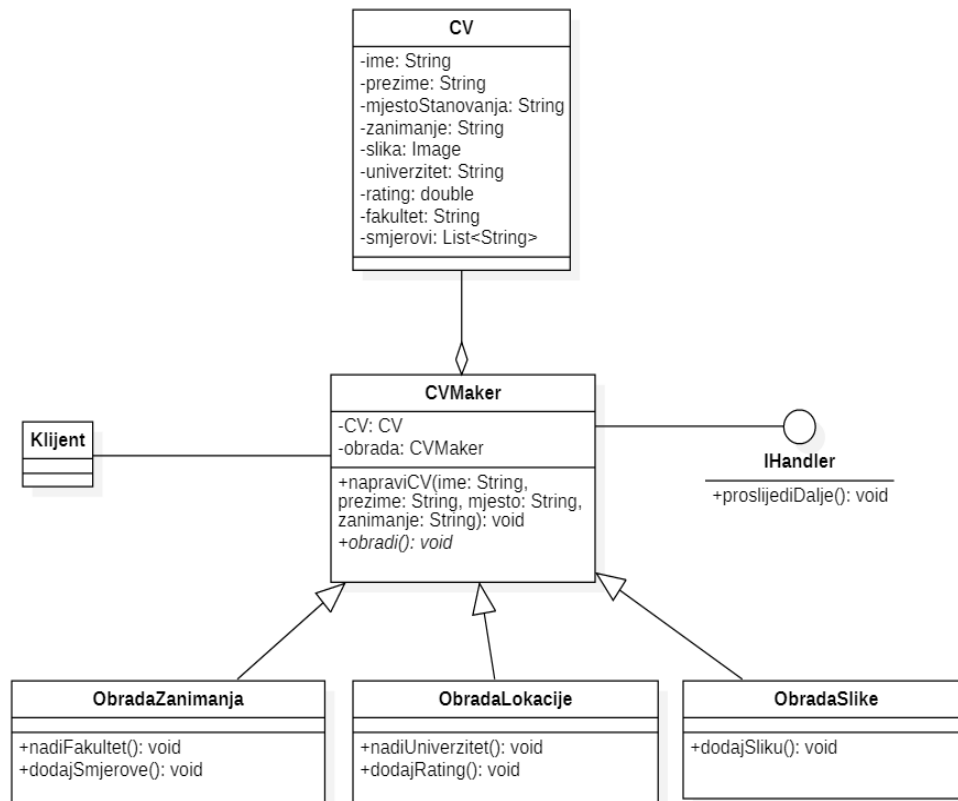 CV
-ime: String
-prezime: String
-mjestoStanovanja: String
-zanimanje: String
-slika: Image
-univerzitet: String
-rating: double
-fakultet: String
-smjerovi: List<String>
Klijent
CVMaker
-CV: CV
-obrada: CVMaker
+napraviCV(ime: String,
prezime: String, mjesto: String,
zanimanje: String): void
+obradi(): void
IHandler
+proslijediDalje(): void
ObradaZanimanja
+nadiFakultet(): void
+dodajSmjerove(): void
ObradaLokacije
+nadiUniverzitet(): void
+dodajRating(): void
ObradaSlike
+dodajSliku(): void